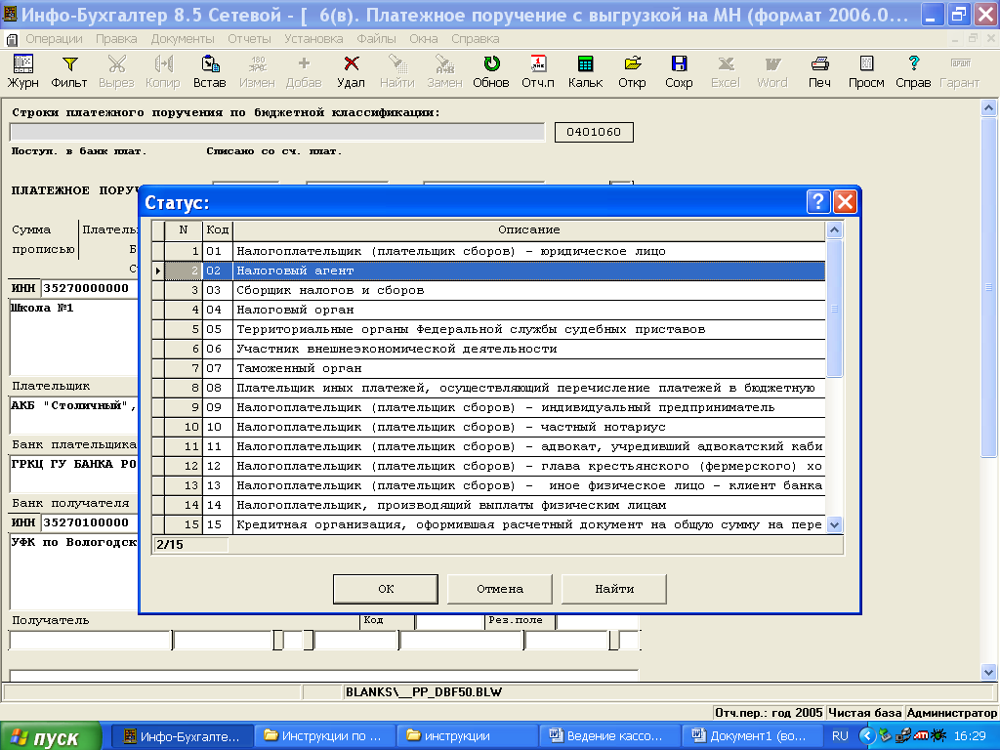 Инфо-Бухгалтер 8.5 Сетевой - [ 6(в). Платежное поручение с выгрузкой на МН (формат 2006.0...
Операции Правка Документы Отчеты Установка Файлы Окна Справка
Журн Фильт Вырез Копир Встав Измен Добав Удал Найти Замен Обнов Отч.п Кальк Откр Сохр Excel Word Печ Просм Справ Гарант
Строки платежного поручения по бюджетной классификации:
0401060
Поступ. в банк плат. Списано со сч. плат.
ПЛАТЕЖНОЕ ПОРУЧ
Статус:
Сумма прописью
Плательн
N Код Описание
1 01 Налогоплательщик (плательщик сборов) - юридическое лицо
2 02 Налоговый агент
3 03 Сборщик налогов и сборов
4 04 Налоговый орган
5 05 Территориальные органы Федеральной службы судебных приставов
6 06 Участник внешнеэкономической деятельности
7 07 Таможенный орган
8 08 Плательщик иных платежей, осуществляющий перечисление платежей в бюджетную
9 09 Налогоплательщик (плательщик сборов) - индивидуальный предприниматель
10 10 Налогоплательщик (плательщик сборов) - частный нотариус
11 11 Налогоплательщик (плательщик сборов) - адвокат, учредивший адвокатский каби
12 12 Налогоплательщик (плательщик сборов) - глава крестьянского (фермерского) хо
13 13 Налогоплательщик (плательщик сборов) - иное физическое лицо - клиент банка
14 14 Налогоплательщик, производящий выплаты физическим лицам
15 15 Кредитная организация, оформившая расчетный документ на общую сумму на пере
2/15
ОК Отмена Найти
ИНН 35270000000
Школа №1
Плательщик
АКБ "Столичный",
Банк плательщика
ГРКЦ ГУ БАНКА РО
Банк получателя
ИНН 35270100000
УФК по Вологодск
Получатель Код Рез.поле
BLANKS\__PP_DBF50.BLW
Отч.пер.: год 2005 Чистая база Администратор
пуск Инфо-Бухгалте... Инструкции по ... инструкции Ведение кассо... Документ1 (во... RU 16:29